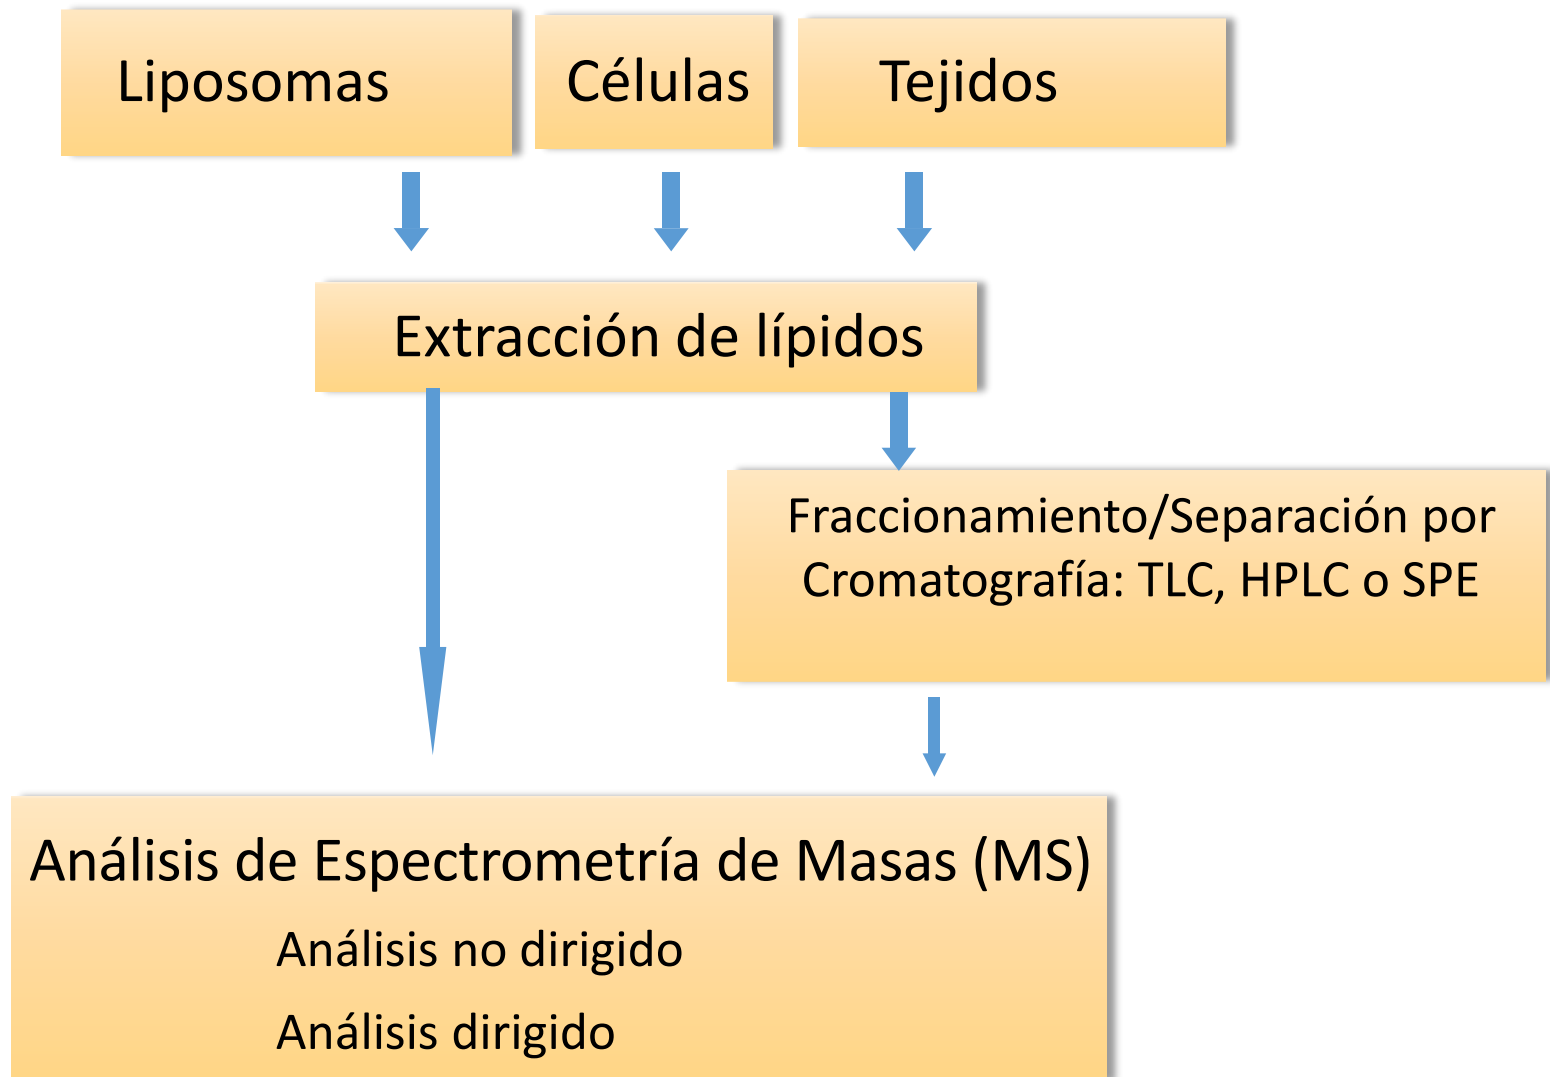 Liposomas
Células
Tejidos
Extracción de lípidos
Fraccionamiento/Separación por
Cromatografía: TLC, HPLC o SPE
Análisis de Espectrometría de Masas (MS)
Análisis no dirigido
Análisis dirigido